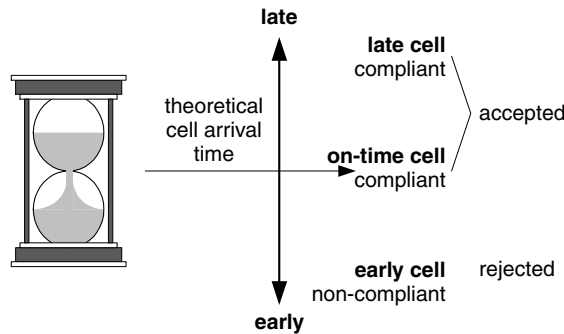 late
late cell
compliant
theoretical
cell arrival
time
accepted
on-time cell
compliant
early cell
non-compliant
rejected
early